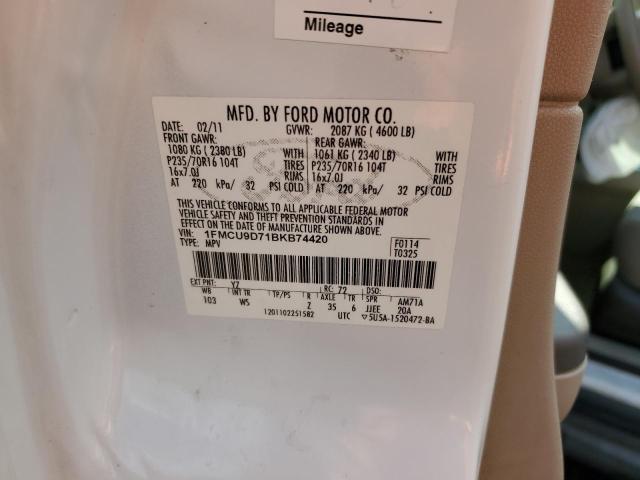 Mileage
MFD. BY FORD MOTOR CO.
DATE: 02/11 GVWR: 2087 KG ( 4600 LB)
FRONT GAWR: REAR GAWR:
1080 KG ( 2380 LB) WITH 1061 KG ( 2340 LB) WITH
P235/70R16 104T TIRES P235/70R16 104T TIRES
16x7.0J RIMS 16x7.0J RIMS
AT 220 kPa/ 32 PSI COLD AT 220 kPa/ 32 PSI COLD
THIS VEHICLE CONFORMS TO ALL APPLICABLE FEDERAL MOTOR
VEHICLE SAFETY AND THEFT PREVENTION STANDARDS IN
EFFECT ON THE DATE OF MANUFACTURE SHOWN ABOVE.
VIN: 1FMCU9D71BKB74420 F0114
TYPE: MPV T0325
EXT PNT: YZ RC: 72 DSO:
WB INT TR TP/PS R AXLE TR SPR AM71A
103 WS Z 35 6 JJEE 20A
1201102251582 UTC 5U5A-1520472-BA